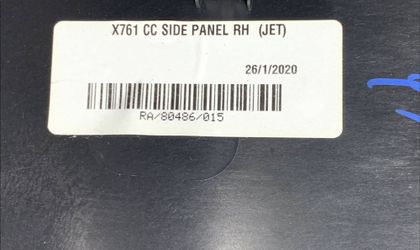 X761 CC SIDE PANEL RH (JET)
26/1/2020
RA/80486/015